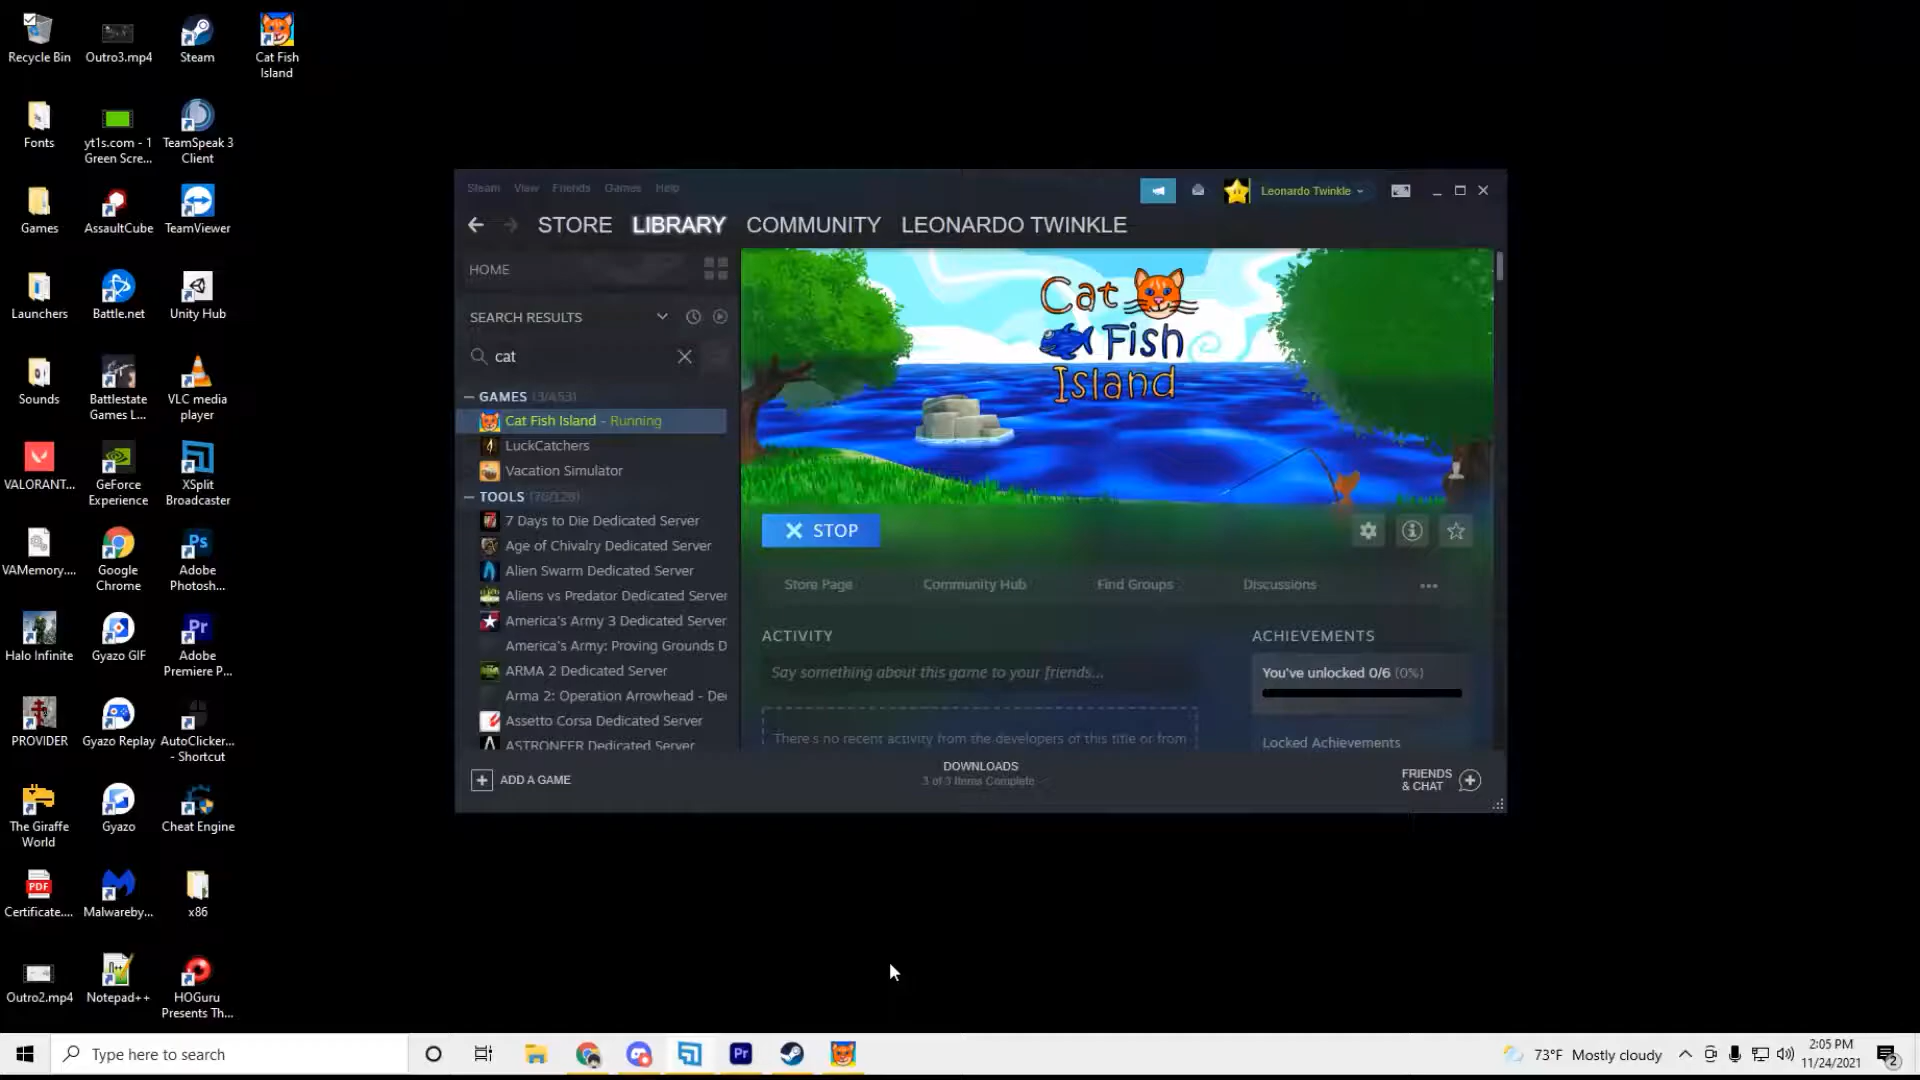 Recycle Bin
Outro3.mp4
Steam
Cat Fish
Island
Fonts
yt1s.com - 1
Green Scre...
TeamSpeak 3
Client
Games
AssaultCube
TeamViewer
Launchers
Battle.net
Unity Hub
Sounds
Battlestate
Games L...
VLC media
player
VALORANT...
GeForce
Experience
XSplit
Broadcaster
VAMemory....
Google
Chrome
Adobe
Photosh...
Halo Infinite
Gyazo GIF
Adobe
Premiere P...
PROVIDER
Gyazo Replay
AutoClicker...
- Shortcut
The Giraffe
World
Gyazo
Cheat Engine
PDF
Certificate....
Malwareby...
x86
Outro2.mp4
Notepad++
HOGuru
Presents Th...
Steam View Friends Games Help
Leonardo Twinkle
STORE LIBRARY COMMUNITY LEONARDO TWINKLE
HOME
SEARCH RESULTS
cat
GAMES (3/453)
Cat Fish Island - Running
LuckCatchers
Vacation Simulator
TOOLS
7 Days to Die Dedicated Server
Age of Chivalry Dedicated Server
Alien Swarm Dedicated Server
Aliens vs Predator Dedicated Server
America's Army 3 Dedicated Server
America's Army: Proving Grounds D
ARMA 2 Dedicated Server
Arma 2: Operation Arrowhead - De
Assetto Corsa Dedicated Server
ASTRONEER Dedicated Server
Cat
Fish
Island
STOP
Store Page
Community Hub
Find Groups
Discussions
ACTIVITY
Say something about this game to your friends...
There's no recent activity from the developers of this title or from
ACHIEVEMENTS
You've unlocked 0/6 (0%)
Locked Achievements
ADD A GAME
DOWNLOADS
3 of 3 Items Complete
FRIENDS
& CHAT
Type here to search
Pr
73°F Mostly cloudy
2:05 PM
11/24/2021
2